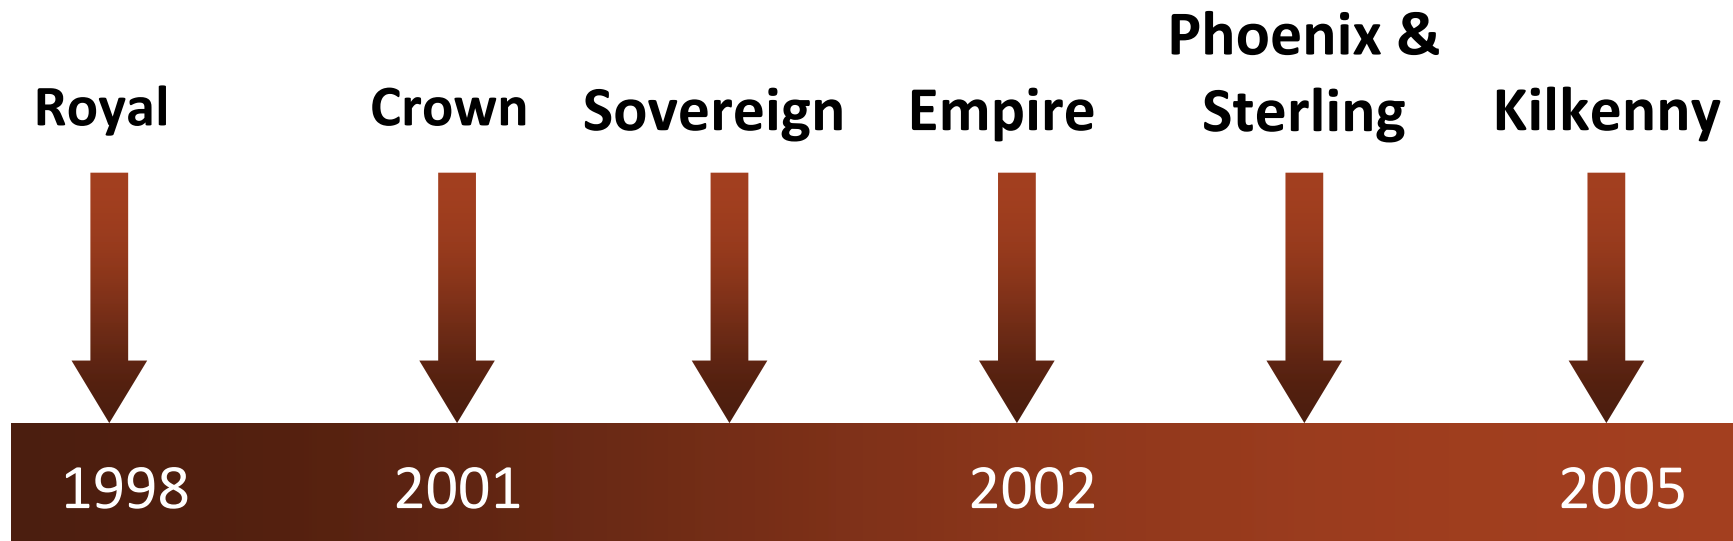 Royal
Crown
Sovereign
Empire
Phoenix &
Sterling
Kilkenny
1998
2001
2002
2005